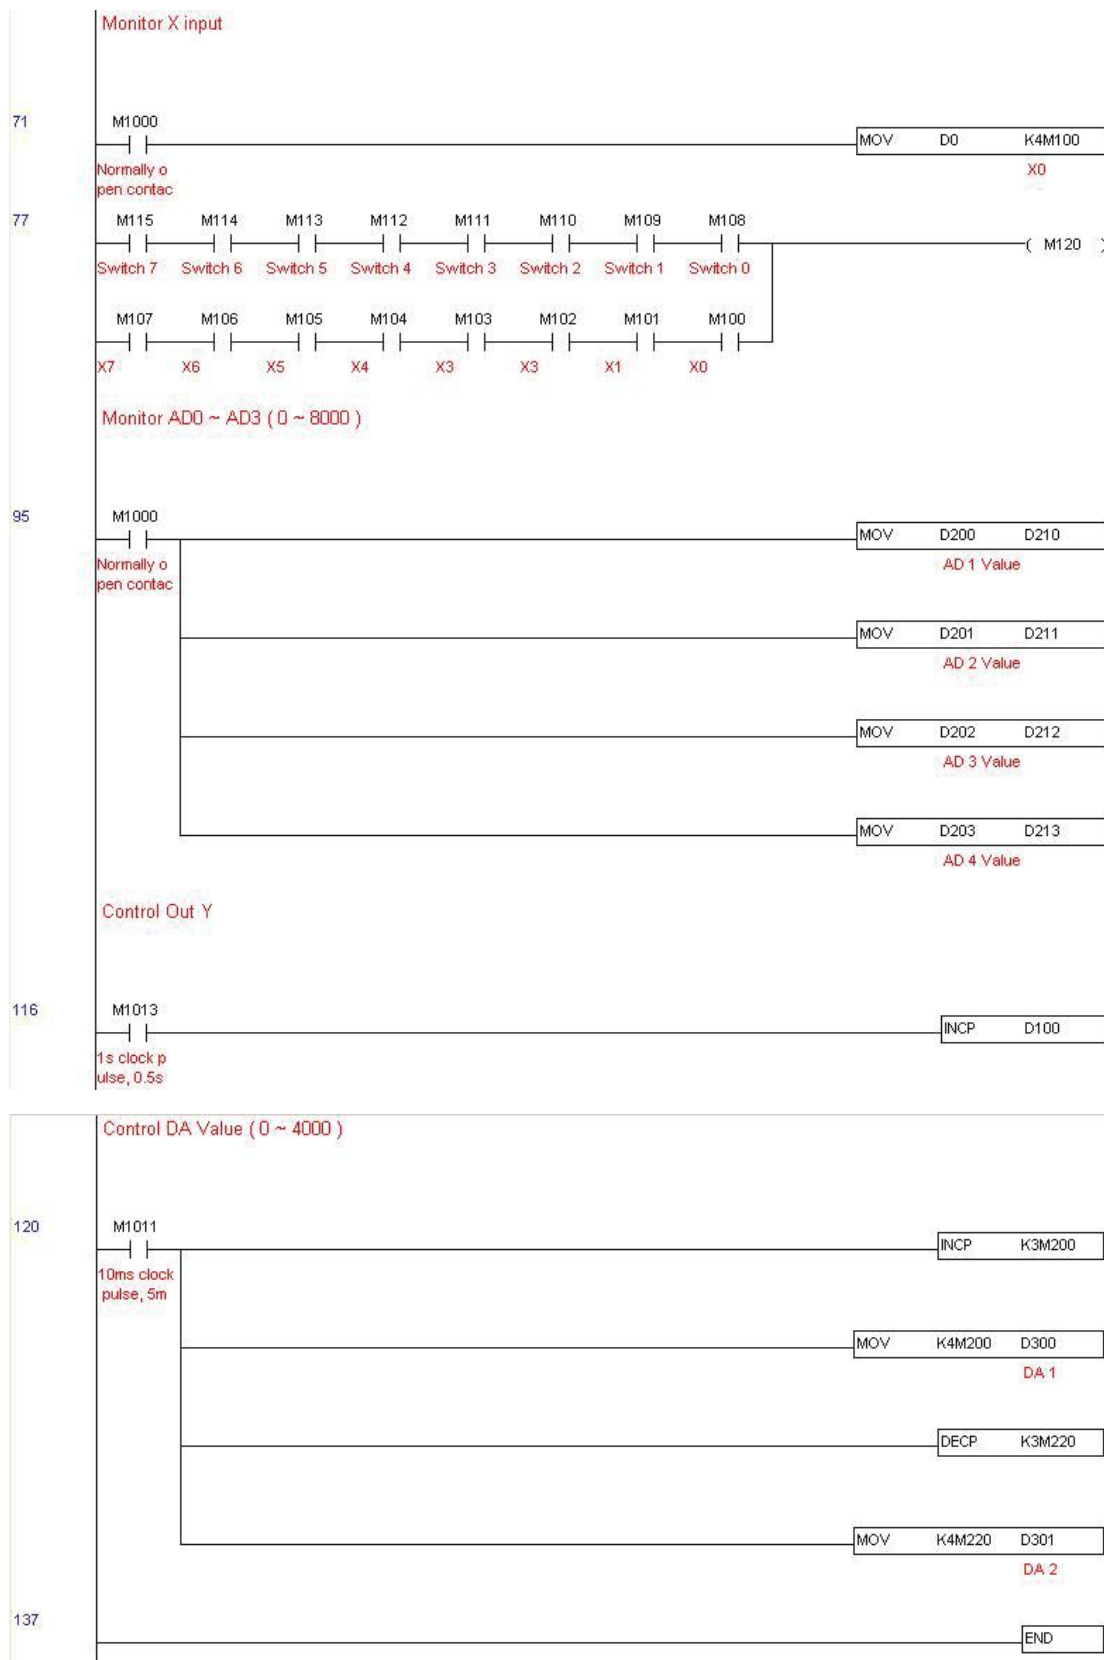 Monitor X input
71
M1000
MOV D0 K4M100
Normally o
pen contac
X0
77
M115 M114 M113 M112 M111 M110 M109 M108
( M120 )
Switch 7 Switch 6 Switch 5 Switch 4 Switch 3 Switch 2 Switch 1 Switch 0
M107 M106 M105 M104 M103 M102 M101 M100
X7 X6 X5 X4 X3 X3 X1 X0
Monitor AD0 ~ AD3 ( 0 ~ 8000 )
95
M1000
MOV D200 D210
Normally o
pen contac
AD 1 Value
MOV D201 D211
AD 2 Value
MOV D202 D212
AD 3 Value
MOV D203 D213
AD 4 Value
Control Out Y
116
M1013
INCP D100
1s clock p
ulse, 0.5s
Control DA Value ( 0 ~ 4000 )
120
M1011
INCP K3M200
10ms clock
pulse, 5m
MOV K4M200 D300
DA 1
DECP K3M220
MOV K4M220 D301
DA 2
137
END